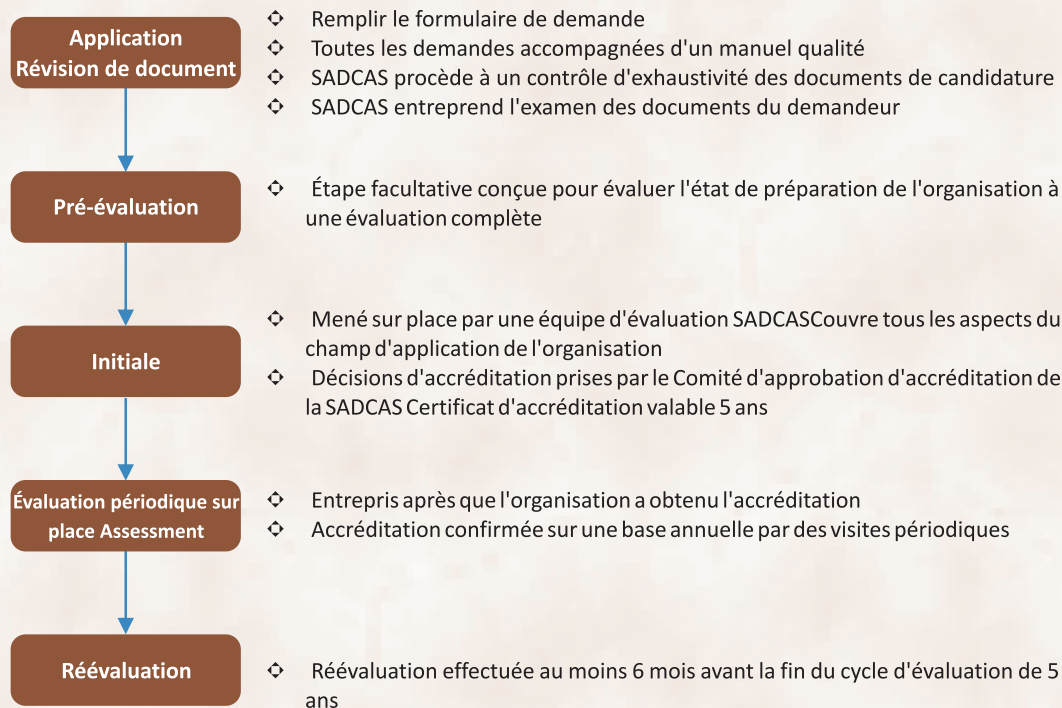 Application
Révision de document
❖ Remplir le formulaire de demande
❖ Toutes les demandes accompagnées d'un manuel qualité
❖ SADCAS procède à un contrôle d'exhaustivité des documents de candidature
❖ SADCAS entreprend l'examen des documents du demandeur
Pré-évaluation
❖ Étape facultative conçue pour évaluer l'état de préparation de l'organisation à
une évaluation complète
Initiale
❖ Mené sur place par une équipe d'évaluation SADCASCouvre tous les aspects du
champ d'application de l'organisation
❖ Décisions d'accréditation prises par le Comité d'approbation d'accréditation de
la SADCAS Certificat d'accréditation valable 5 ans
Évaluation périodique sur
place Assessment
❖ Entrepris après que l'organisation a obtenu l'accréditation
❖ Accréditation confirmée sur une base annuelle par des visites périodiques
Réévaluation
❖ Réévaluation effectuée au moins 6 mois avant la fin du cycle d'évaluation de 5
ans